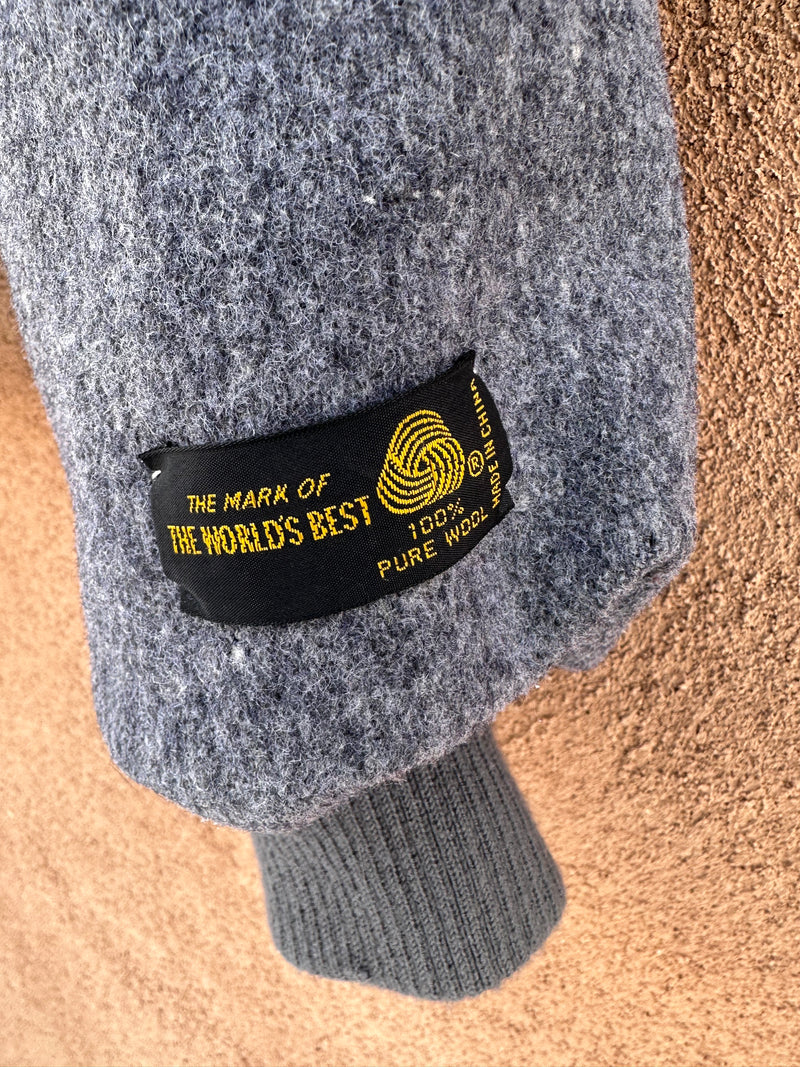 THE MARK OF
THE WORLD'S BEST
®
100%
PURE WOOL
MADE IN CHINA